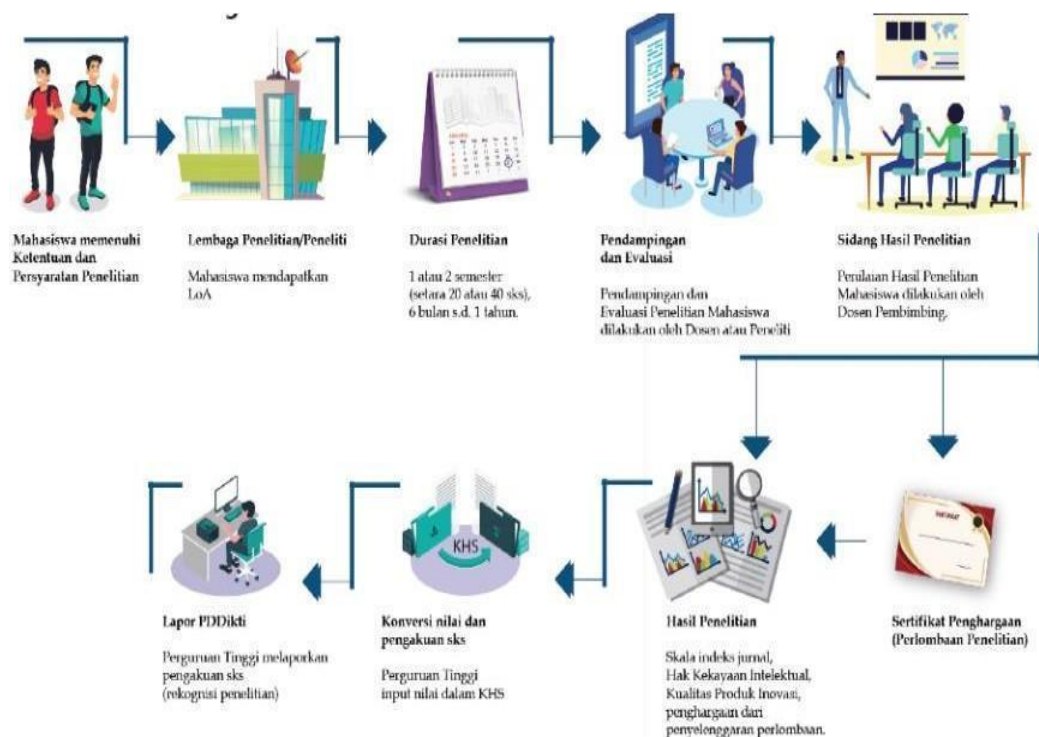 Mahasiswa memenuhi
Ketentuan dan
Persyaratan Penelitian
Lembaga Penelitian/Peneliti
Mahasiswa mendapatkan
LoA
Durasi Penelitian
1 atau 2 semester
(setara 20 atau 40 sks),
6 bulan s.d. 1 tahun.
Pendampingan
dan Evaluasi
Pendampingan dan
Evaluasi Penelitian Mahasiswa
dilakukan oleh Dosen atau Peneliti
Sidang Hasil Penelitian
Penilaian Hasil Penelitian
Mahasiswa dilakukan oleh
Dosen Pembimbing.
Sertifikat Penghargaan
(Perlombaan Penelitian)
Hasil Penelitian
Skala indeks jurnal,
Hak Kekayaan Intelektual,
Kualitas Produk Inovasi,
penghargaan dari
penyelenggaran perlombaan.
KHS
Konversi nilai dan
pengakuan sks
Perguruan Tinggi
input nilai dalam KHS
Lapor PDDikti
Perguruan Tinggi melaporkan
pengakuan sks
(rekognisi penelitian)